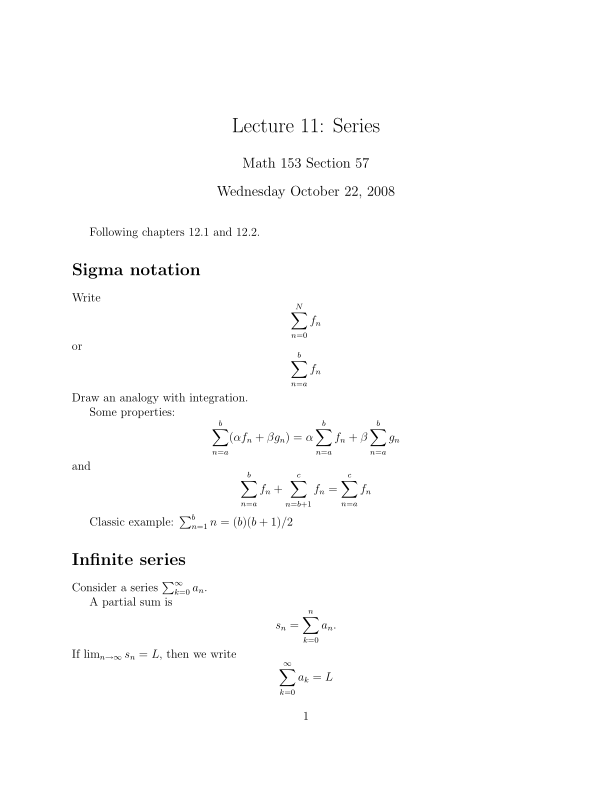 Lecture 11: Series
Math 153 Section 57
Wednesday October 22, 2008
Following chapters 12.1 and 12.2.
Sigma notation
Write
$$\sum_{n=0}^{N} f_n$$
or
$$\sum_{n=a}^{b} f_n$$
Draw an analogy with integration.
Some properties:
$$\sum_{n=a}^{b} (\alpha f_n + \beta g_n) = \alpha \sum_{n=a}^{b} f_n + \beta \sum_{n=a}^{b} g_n$$
and
$$\sum_{n=a}^{b} f_n + \sum_{n=b+1}^{c} f_n = \sum_{n=a}^{c} f_n$$
Classic example: $\sum_{n=1}^{b} n = (b)(b+1)/2$
Infinite series
Consider a series $\sum_{k=0}^{\infty} a_n$.
A partial sum is
$$s_n = \sum_{k=0}^{n} a_n.$$
If $\lim_{n\to\infty} s_n = L$, then we write
$$\sum_{k=0}^{\infty} a_k = L$$
1